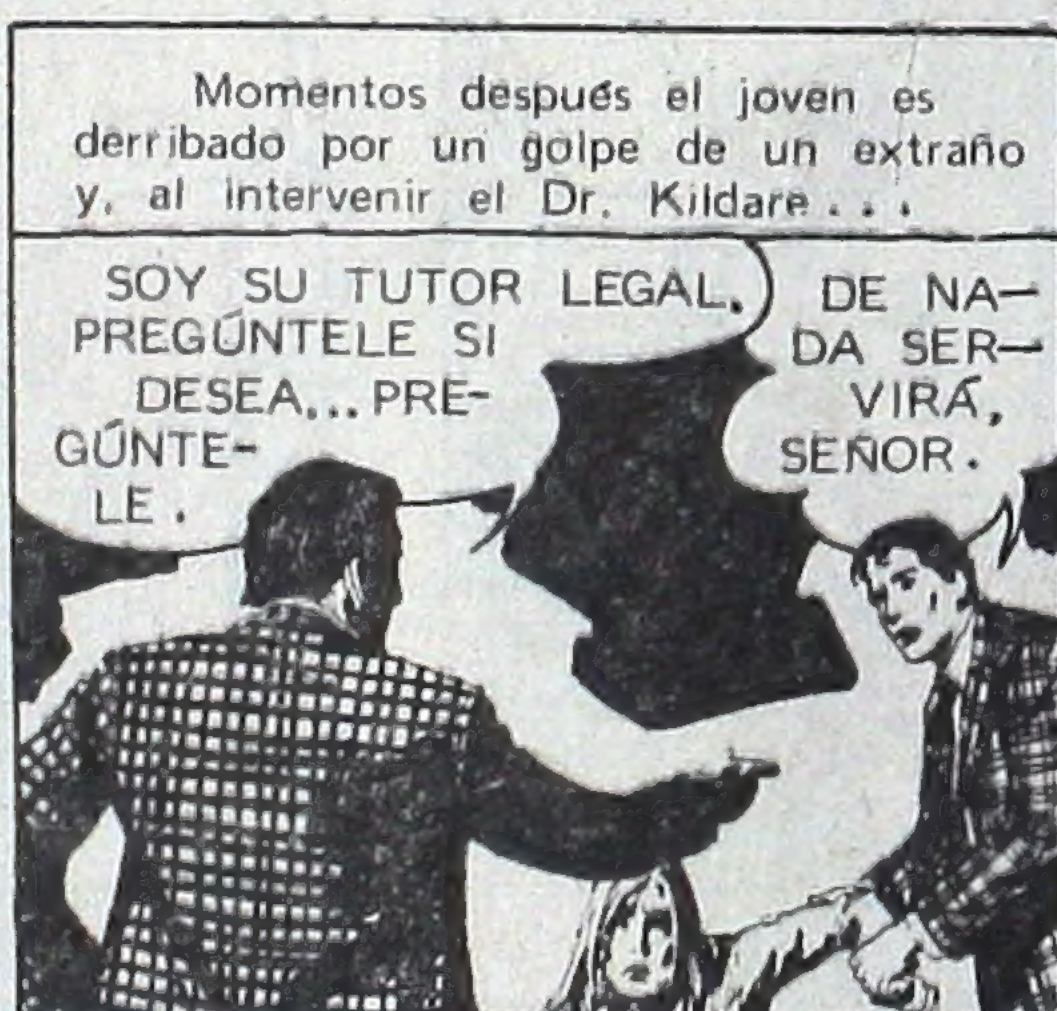 Momentos después el joven es
derribado por un golpe de un extraño
y, al intervenir el Dr. Kildare...
SOY SU TUTOR LEGAL.
PREGÚNTELE SI
DESEA... PRE-
GÚNTE-
LE.
DE NA-
DA SER-
VIRÁ,
SEÑOR.